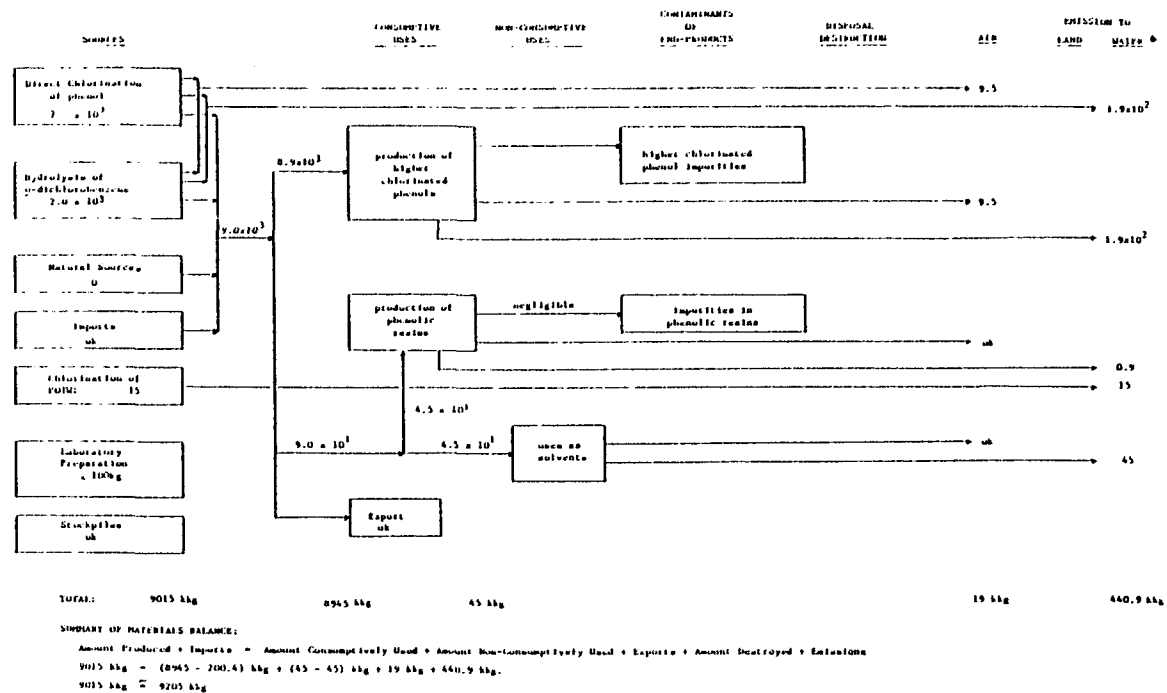 SOURCES
CONSUMPTIVE USES
NON-CONSUMPTIVE USES
CONTAMINANTS OF END-PRODUCTS
DISPOSAL DESTRUCTION
EMISSION TO
AIR
LAND
WATER
Direct Chlorination
of phenol
7 x 10³
Hydrolysis of
p-dichlorobenzene
2.0 x 10³
Natural Sources
0
Imports
uk
Chlorination of
POTW: 15
Laboratory
Preparation
< 100kg
Stockpiles
uk
9.0x10³
8.9x10³
production of
higher
chlorinated
phenols
higher chlorinated
phenol impurities
9.5
1.9x10²
9.5
1.9x10²
production of
phenolic
resins
negligible
impurities in
phenolic resins
uk
0.9
15
4.5 x 10¹
9.0 x 10¹
4.5 x 10¹
uses as
solvents
uk
45
Export
uk
TOTAL: 9015 kkg 8945 kkg 45 kkg 19 kkg 440.9 kkg
SUMMARY OF MATERIALS BALANCE:
Amount Produced + Imports = Amount Consumptively Used + Amount Non-Consumptively Used + Exports + Amount Destroyed + Emissions
9015 kkg = (8945 - 200.4) kkg + (45 - 45) kkg + 19 kkg + 440.9 kkg.
9015 kkg ≅ 9205 kkg